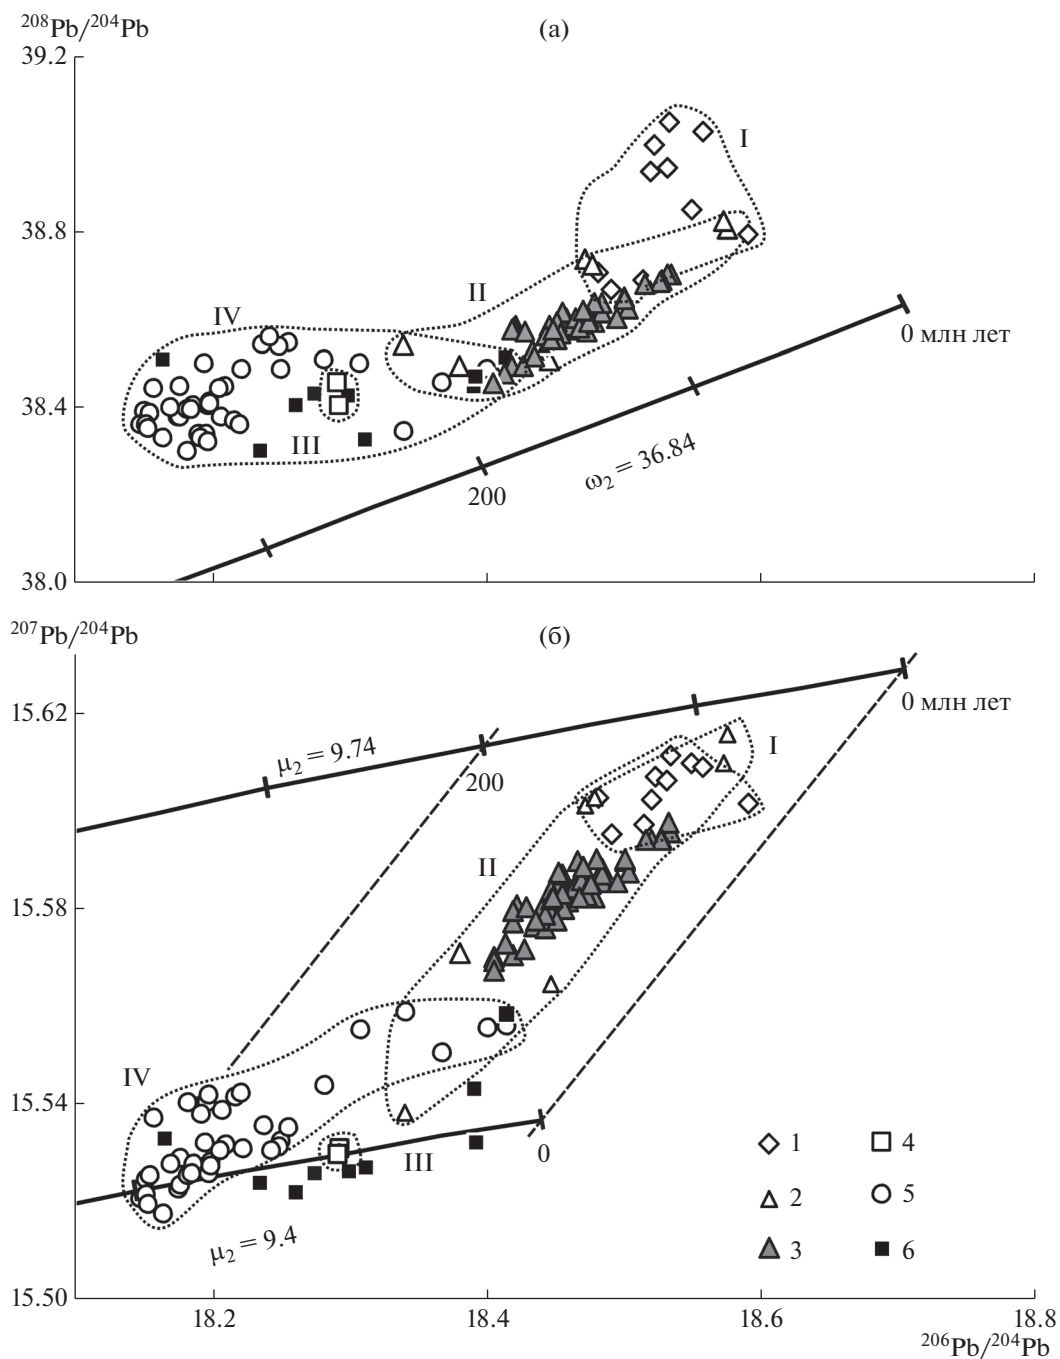 ²⁰⁸Pb/²⁰⁴Pb
(а)
39.2
I
38.8
II
IV
0 млн лет
38.4
III
ω₂ = 36.84
200
38.0
²⁰⁷Pb/²⁰⁴Pb
(б)
0 млн лет
15.62
I
μ₂ = 9.74
200
II
15.58
IV
15.54
1
4
0
III
2
5
μ₂ = 9.4
3
6
15.50
18.2
18.4
18.6
18.8
²⁰⁶Pb/²⁰⁴Pb